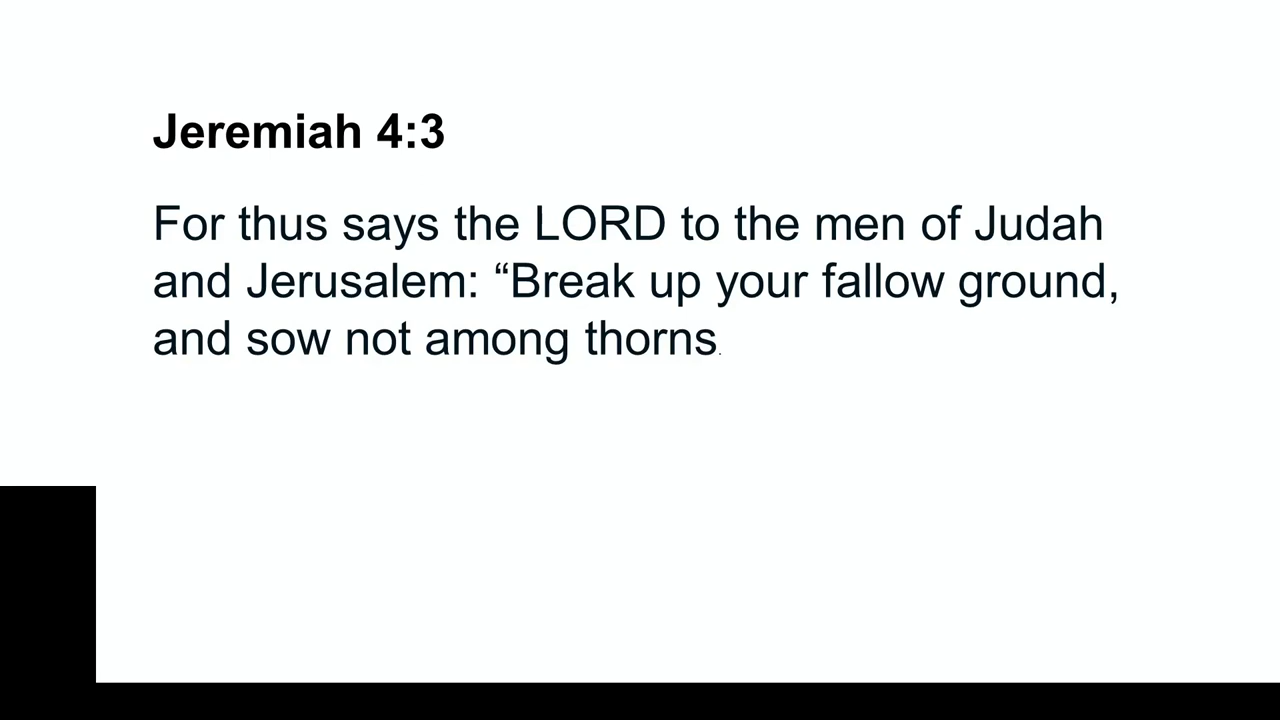 Jeremiah 4:3
For thus says the LORD to the men of Judah
and Jerusalem: “Break up your fallow ground,
and sow not among thorns.